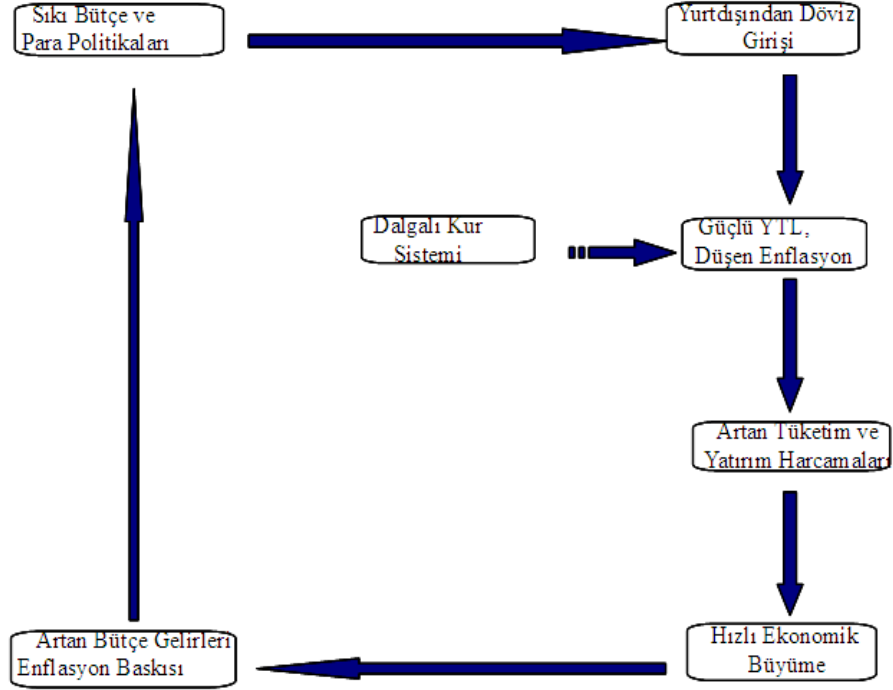 Sıkı Bütçe ve
Para Politikaları
Yurtdışından Döviz
Girişi
Dalgalı Kur
Sistemi
Güçlü YTL,
Düşen Enflasyon
Artan Tüketim ve
Yatırım Harcamaları
Artan Bütçe Gelirleri
Enflasyon Baskısı
Hızlı Ekonomik
Büyüme